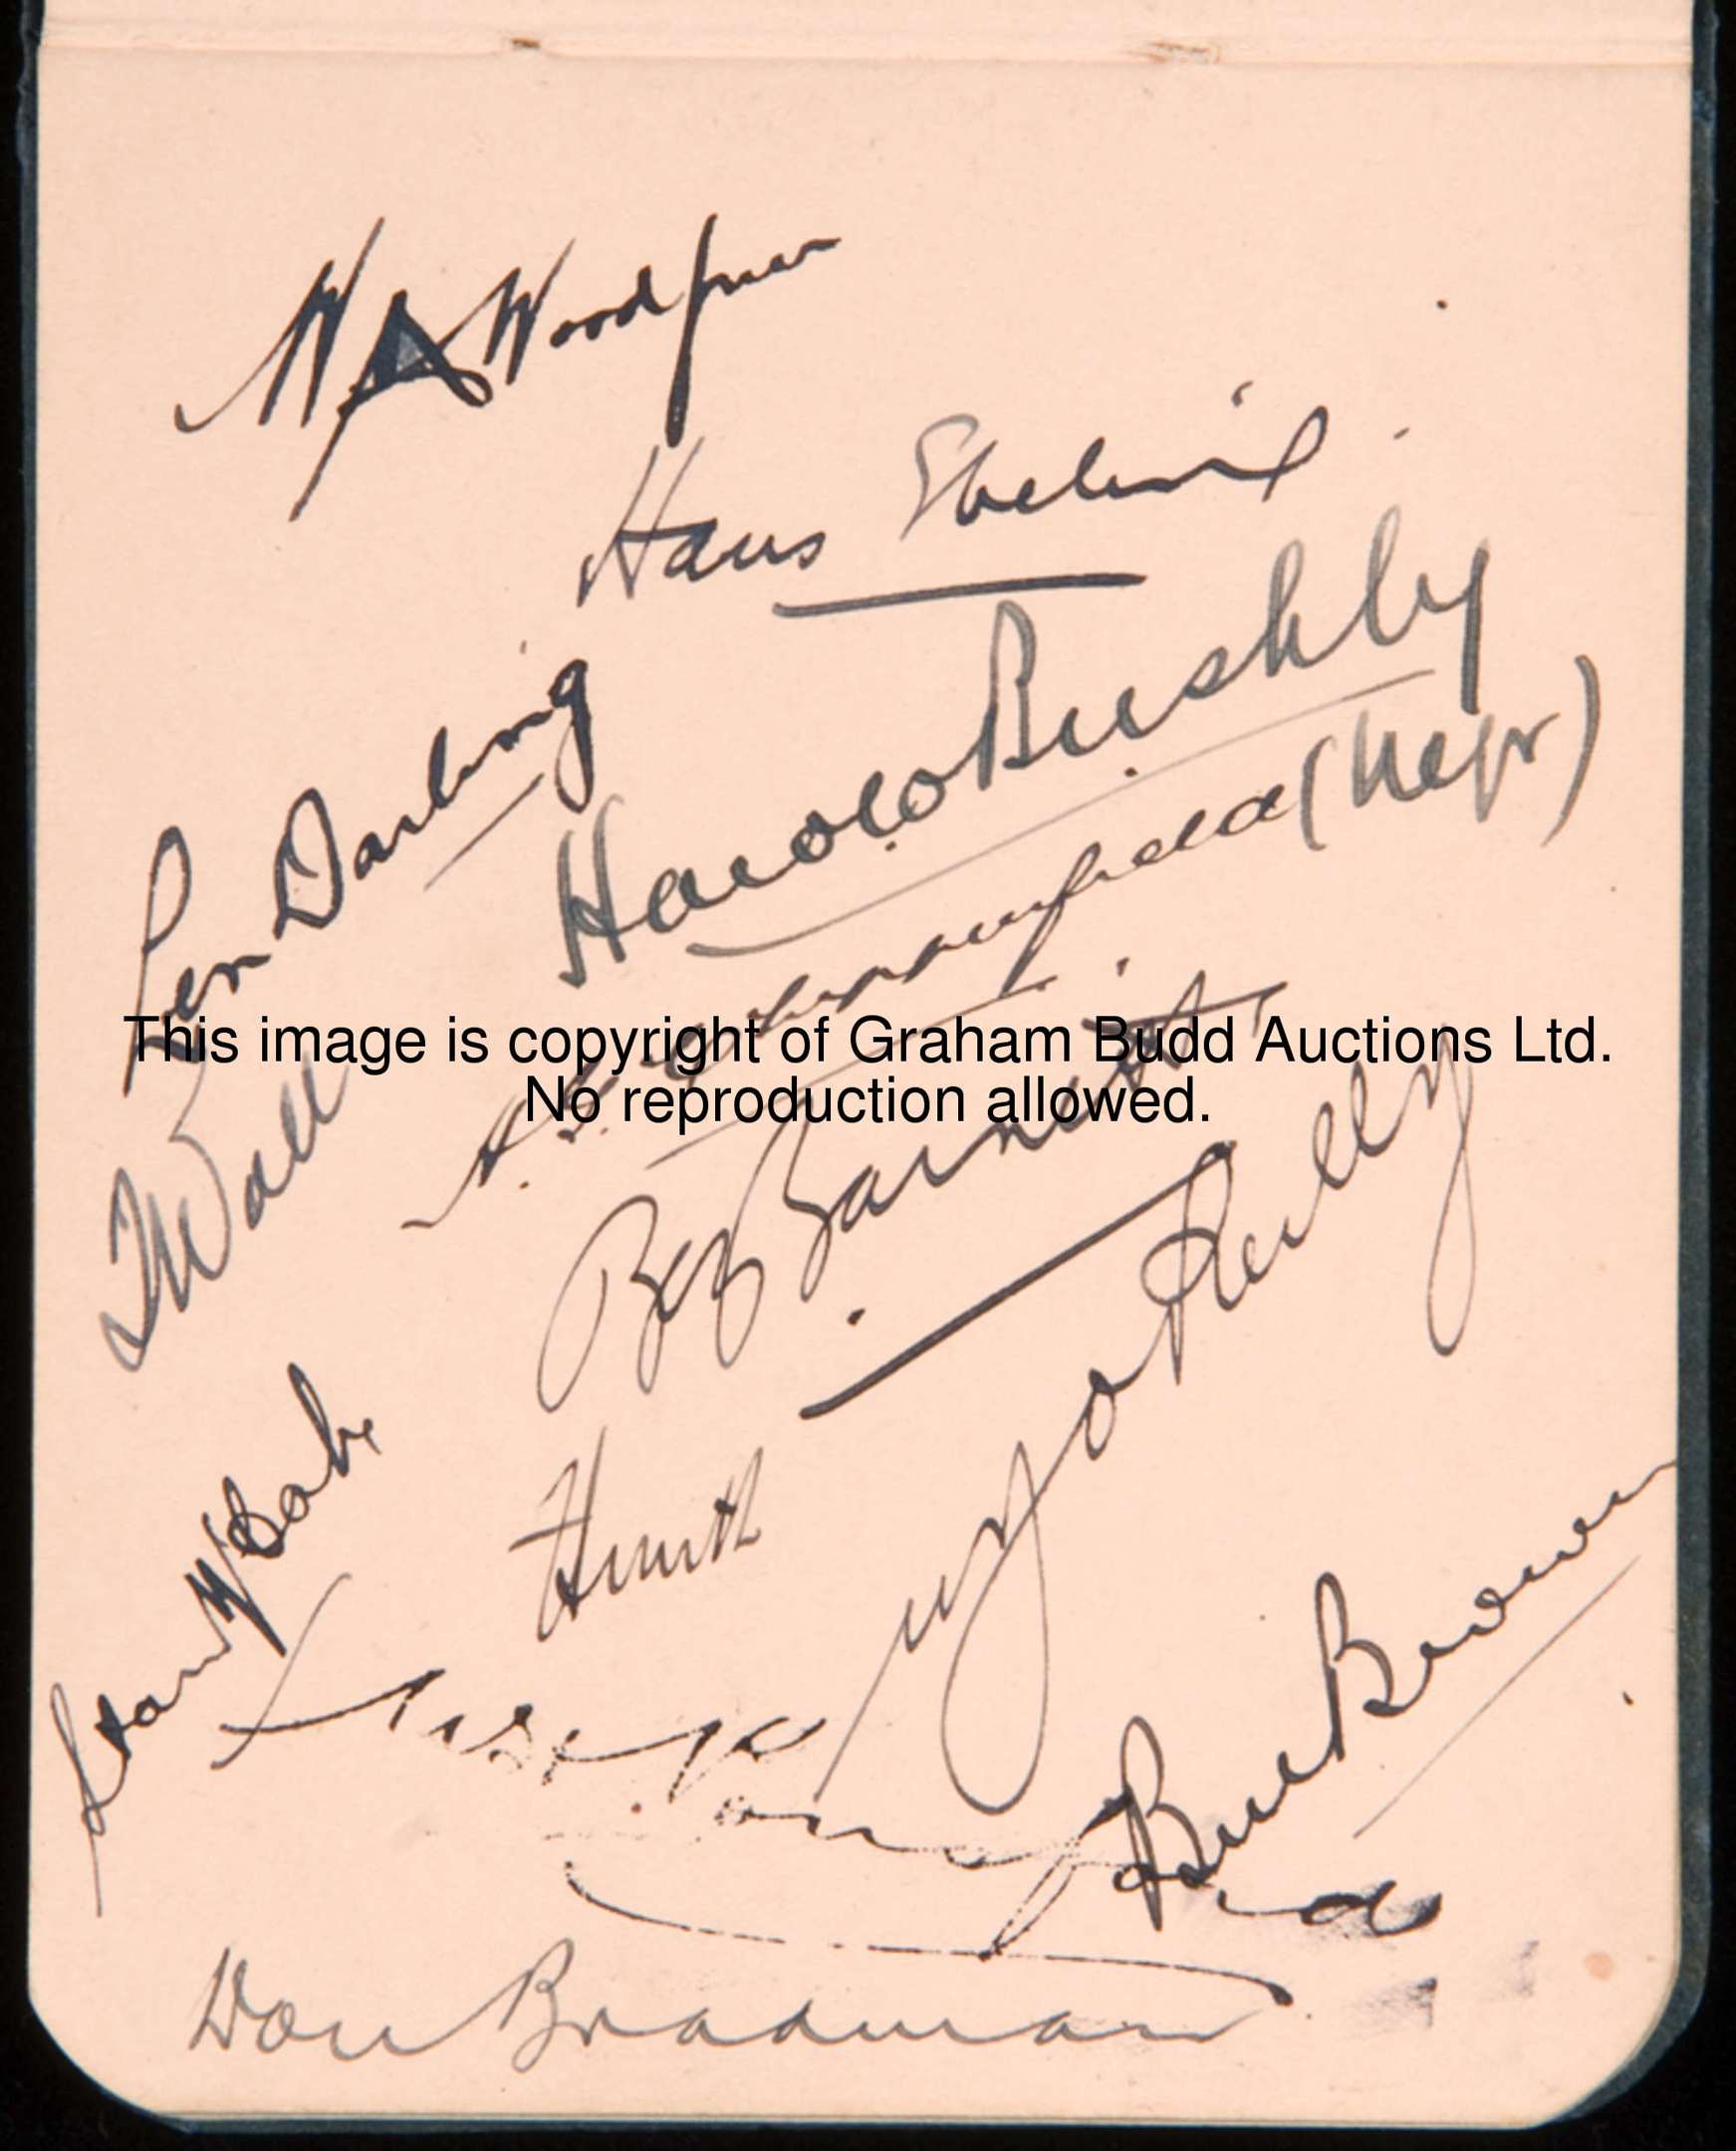 W A Woodfull
Hans Ebeling
Len Darling
Harold Bushby
(Mgr)
This image is copyright of Graham Budd Auctions Ltd.
No reproduction allowed.
T W Wall
B A Barnett
W J O'Reilly
Stan McCabe
Bill Brown
Don Bradman